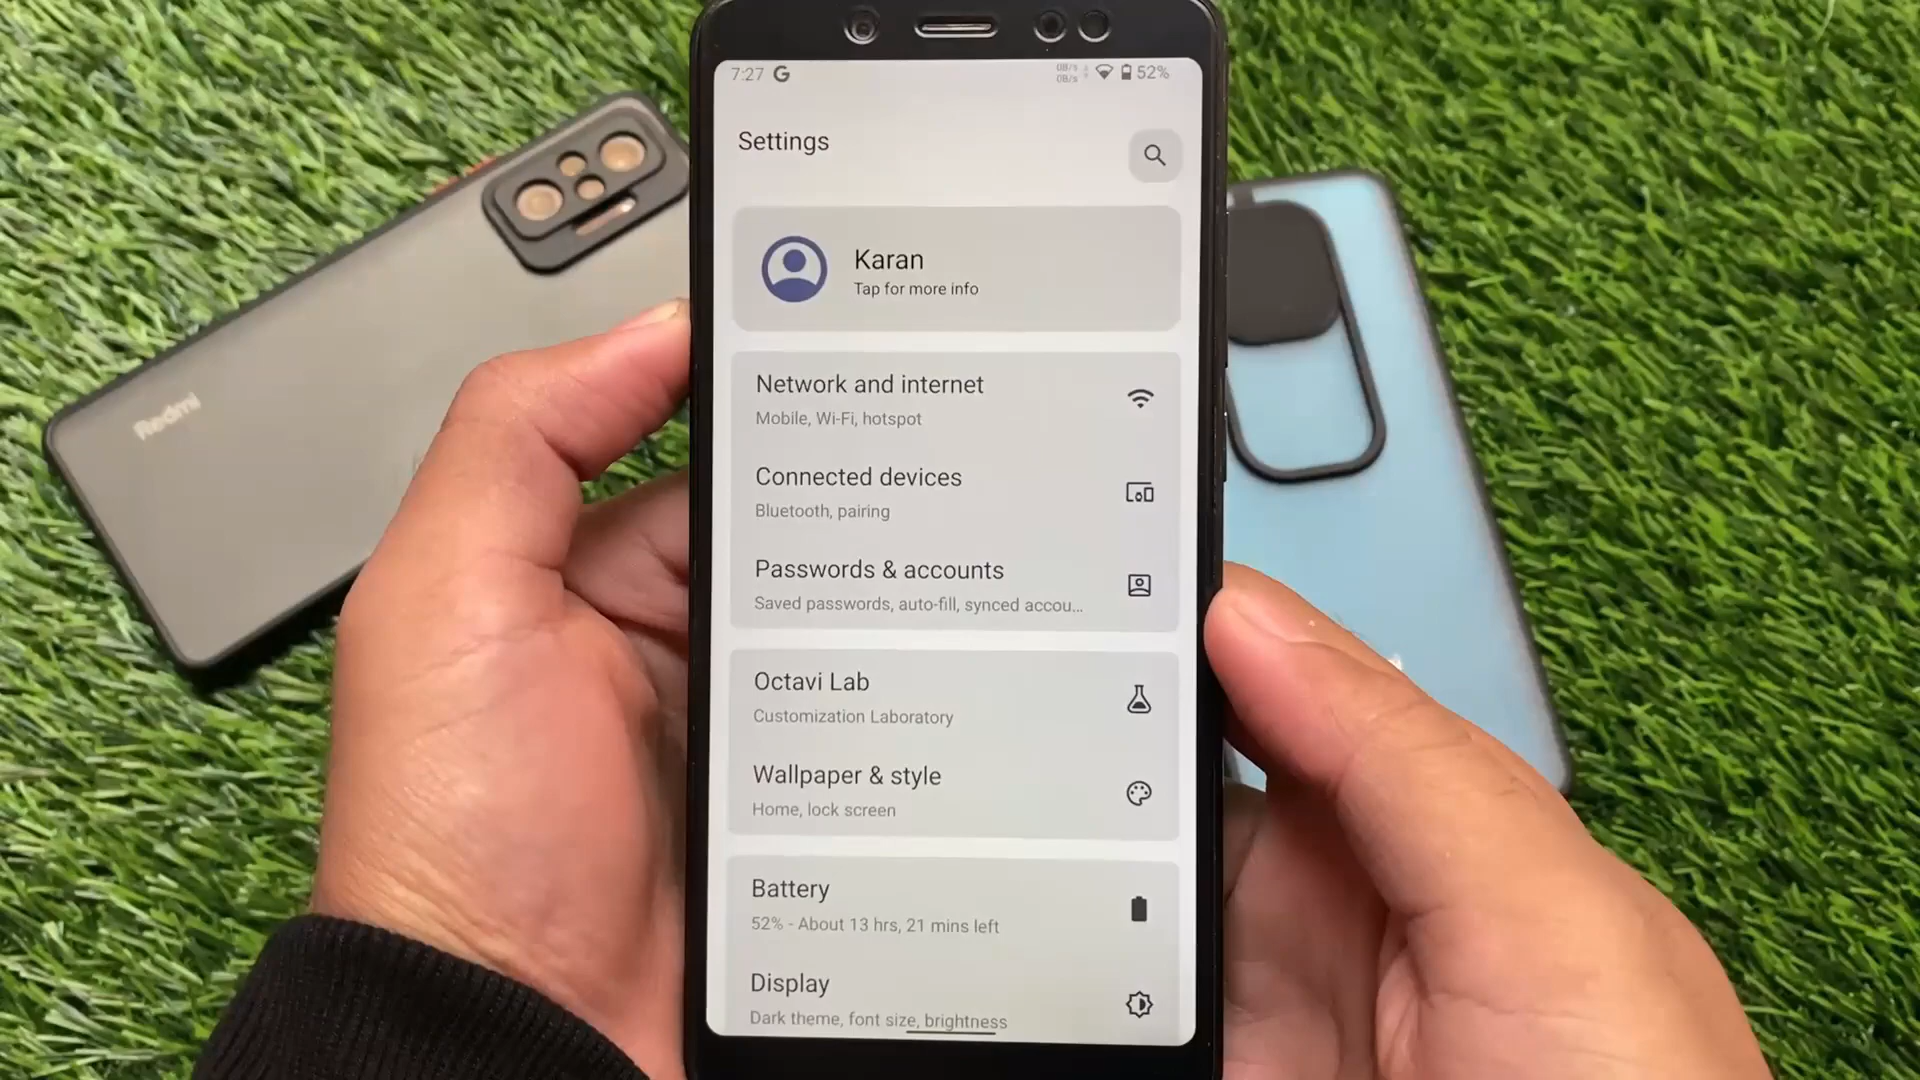 7:27 G
0B/s
0B/s
52%
Settings
Karan
Tap for more info
Network and internet
Mobile, Wi-Fi, hotspot
Connected devices
Bluetooth, pairing
Passwords & accounts
Saved passwords, auto-fill, synced accou...
Octavi Lab
Customization Laboratory
Wallpaper & style
Home, lock screen
Battery
52% - About 13 hrs, 21 mins left
Display
Dark theme, font size, brightness
Redmi